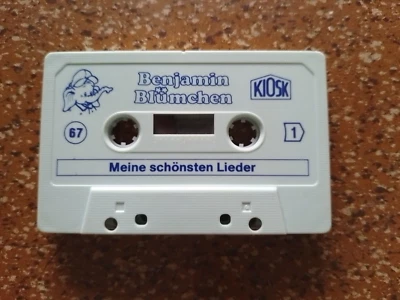 Benjamin
Blümchen
KIOSK
67
1
Meine schönsten Lieder